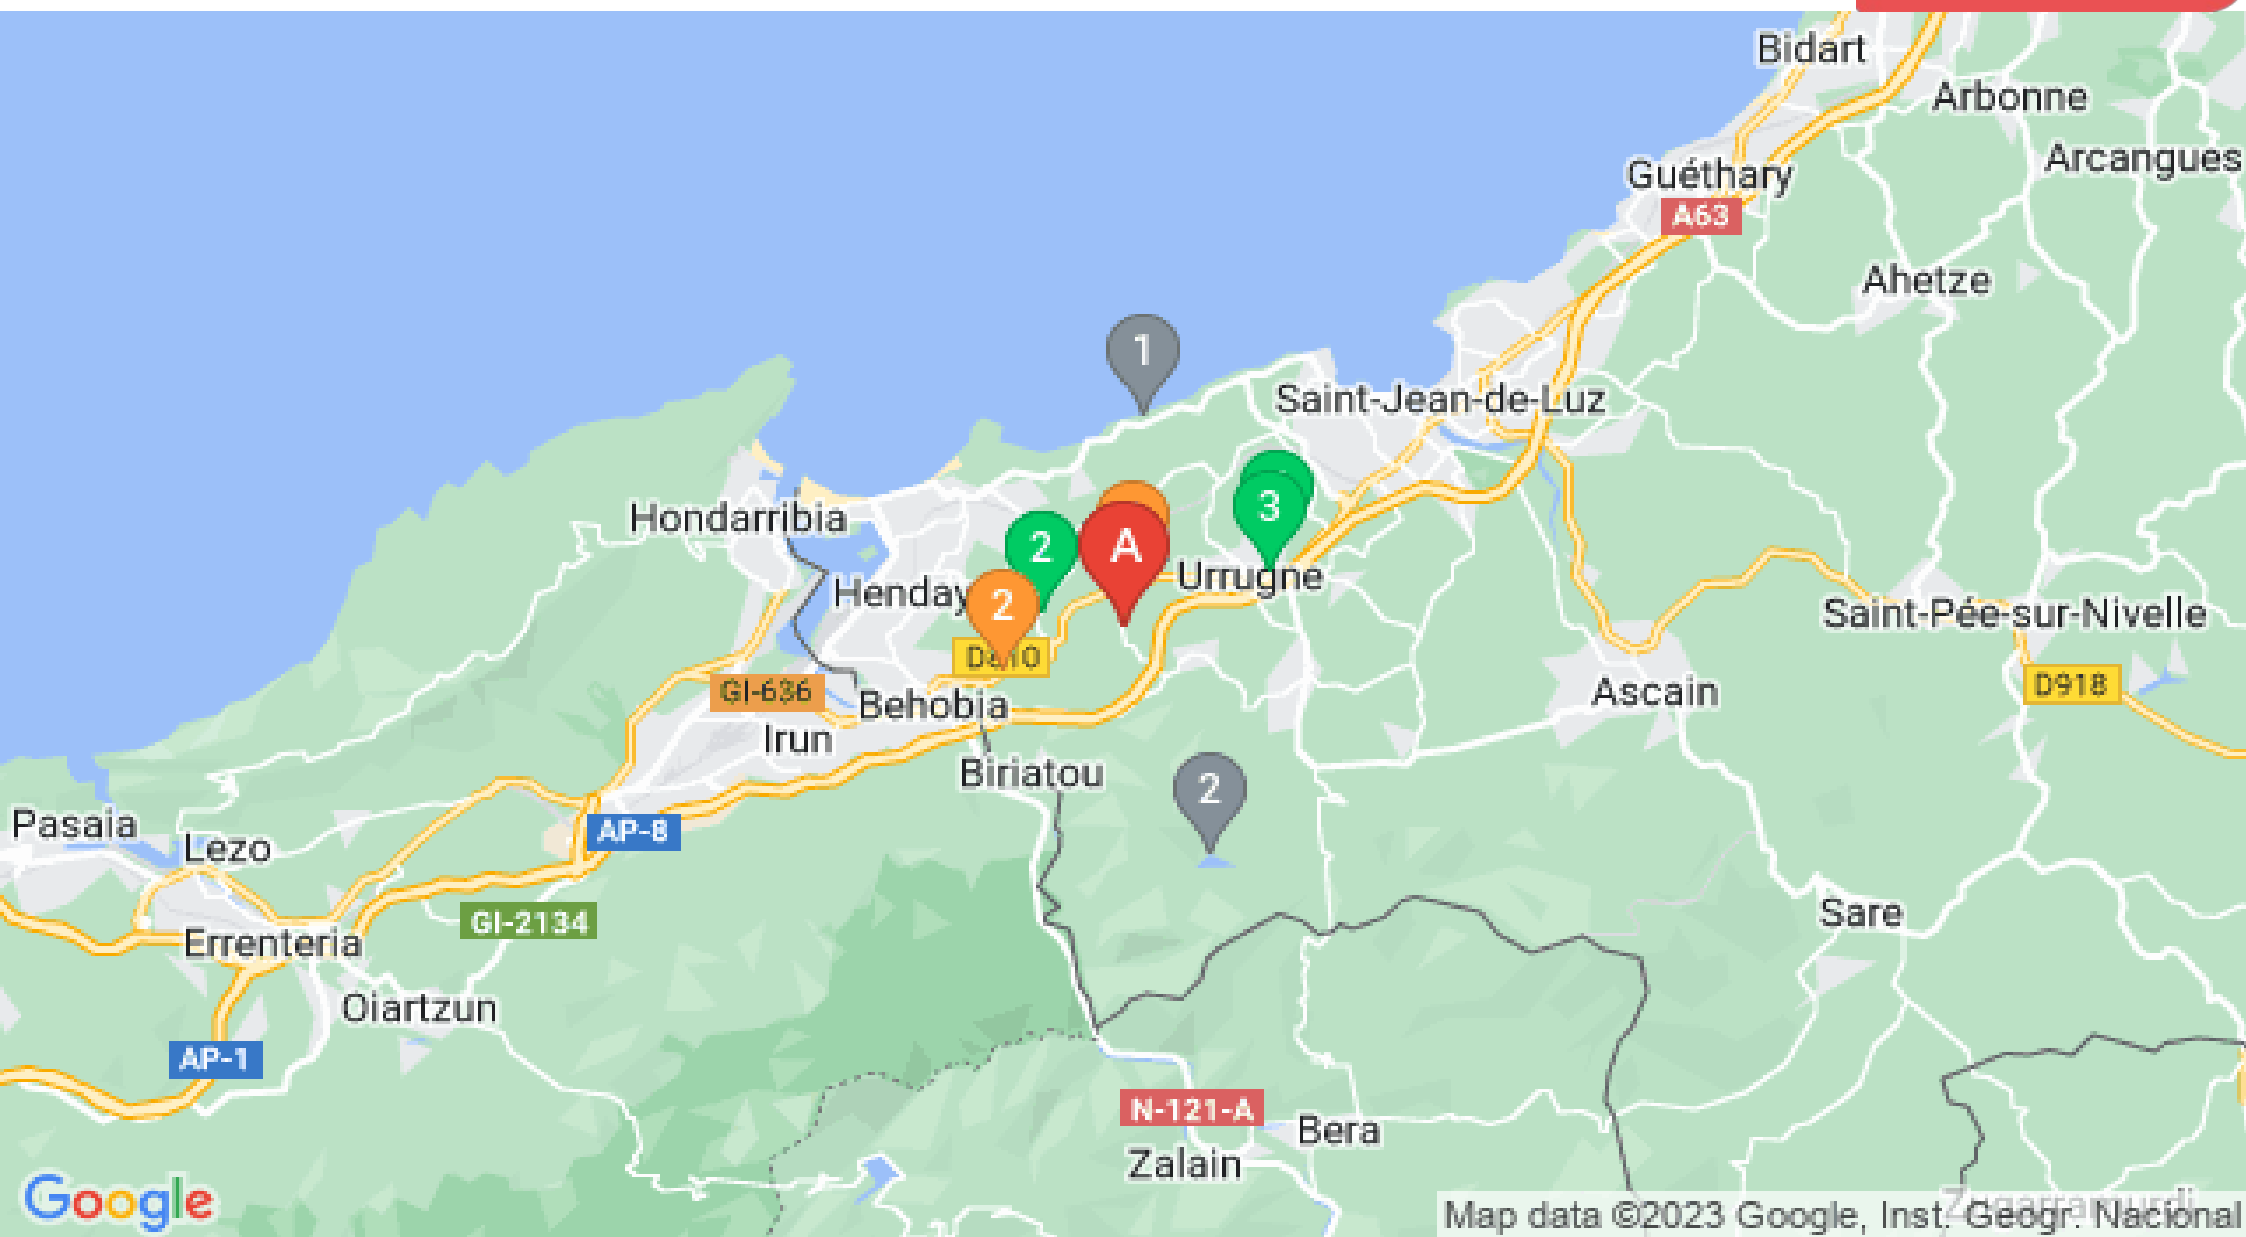 Bidart
Arbonne
Arcangues
Guéthary
A63
Ahetze
1
Saint-Jean-de-Luz
3
Hondarribia
2
A
Urrugne
Henday
2
Saint-Pée-sur-Nivelle
D918
GI-636
Behobia
Ascain
Irun
Biriatou
2
Pasaia
AP-8
Lezo
Sare
GI-2134
Errenteria
Oiartzun
AP-1
N-121-A
Bera
Zalain
Google
Zugarramurdi
Map data ©2023 Google, Inst. Geogr. Nacional